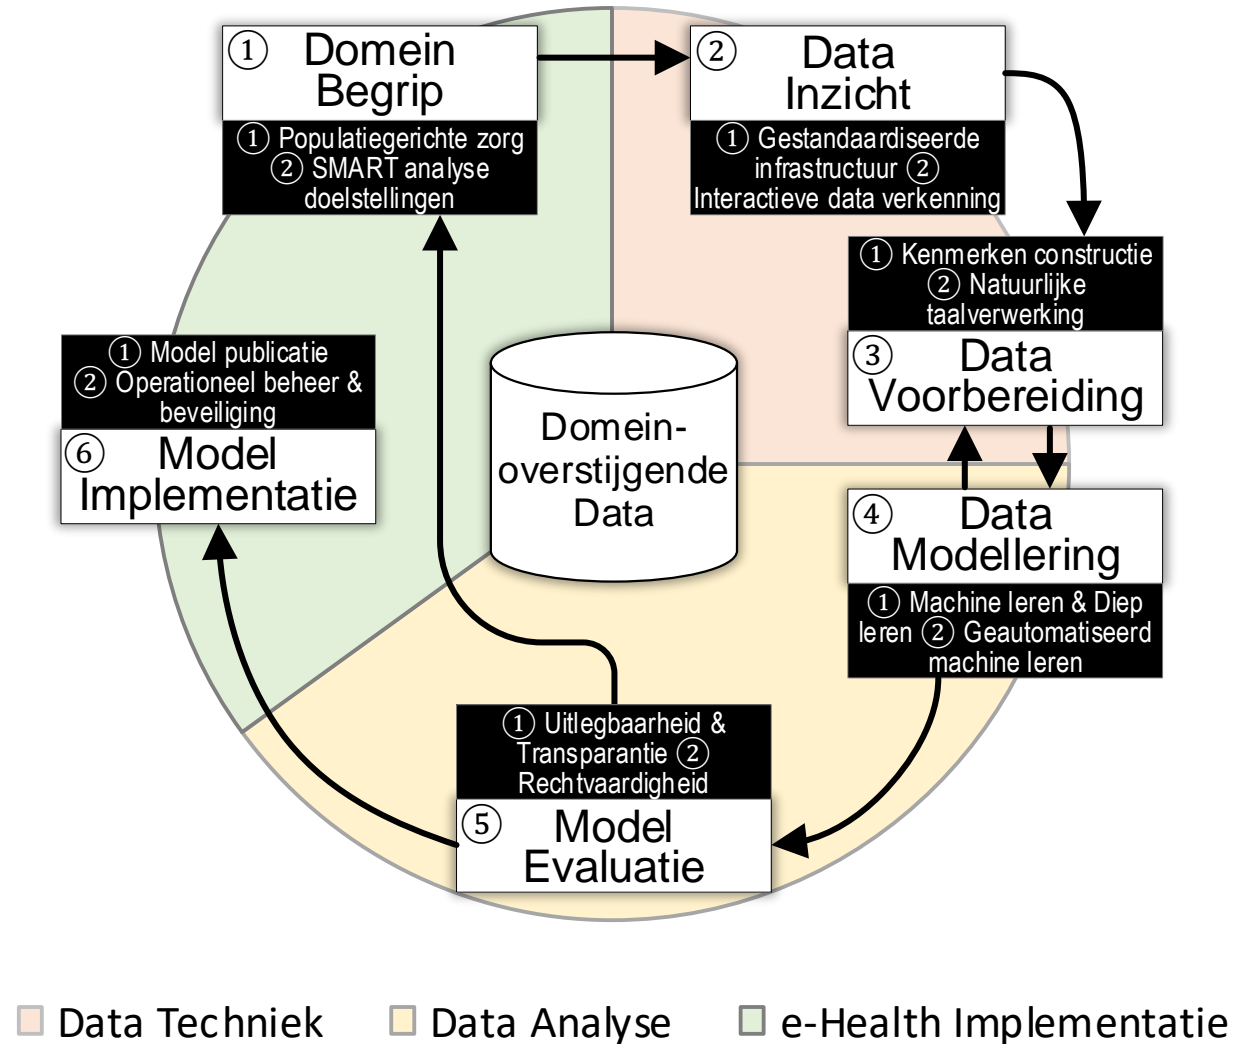 ① Domein
Begrip
① Populatiegerichte zorg
② SMART analyse
doelstellingen
② Data
Inzicht
① Gestandaardiseerde
infrastructuur ②
Interactieve data verkenning
① Kenmerken constructie
② Natuurlijke
taalverwerking
③ Data
Voorbereiding
① Model publicatie
② Operationeel beheer &
beveiliging
⑥ Model
Implementatie
Domein-
overstijgende
Data
④ Data
Modellering
① Machine leren & Diep
leren ② Geautomatiseerd
machine leren
① Uitlegbaarheid &
Transparantie ②
Rechtvaardigheid
⑤ Model
Evaluatie
Data Techniek
Data Analyse
e-Health Implementatie